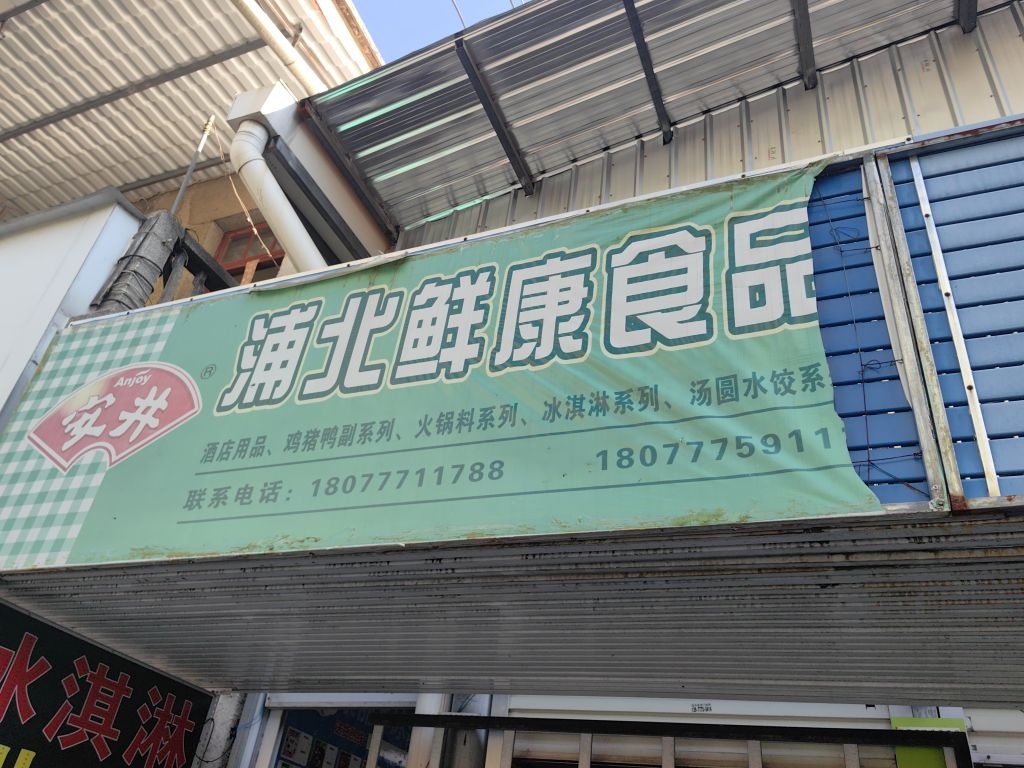 浦北鲜康食品
Anjoy
安井
®
酒店用品、鸡猪鸭副系列、火锅料系列、冰淇淋系列、汤圆水饺系
联系电话：18077711788 1807775911
冰淇淋